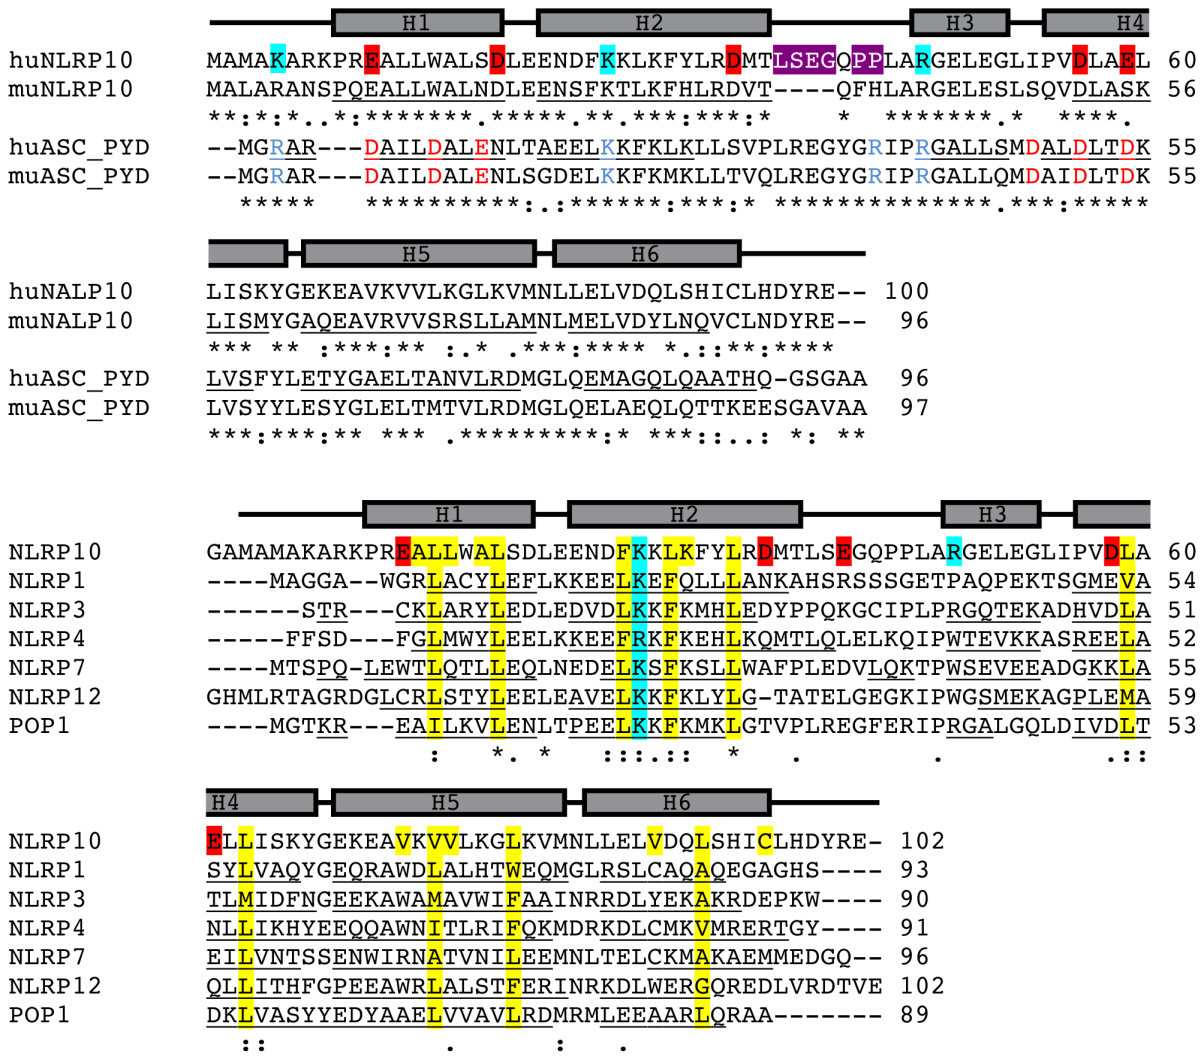 H1 H2 H3 H4
huNLRP10 MAMAKARKPREALLWALSDLEENDFKKLKFYLRDMTLSEGQPPLARGELEGLIPVDLAEL 60
muNLRP10 MALARANSPQEALLWALNDLEENSFKTLKFHLRDVT----QFHLARGELESLSQVDLASK 56
**:*:..*:*******.*****.**.***:***:* * *******.* ****.
huASC_PYD --MGRAR---DAILDALENLTAEELKKFKLKLLSVPLREGYGRIPRGALLSMDALDLTDK 55
muASC_PYD --MGRAR---DAILDALENLSGDELKKFKMKLLTVQLREGYGRIPRGALLQMDAIDLTDK 55
***** **********:.:******:***:* **************.***:*****
H5 H6
huNALP10 LISKYGEKEAVKVVLKGLKVMNLLELVDQLSHICLHDYRE-- 100
muNALP10 LISMYGAQEAVRVVSRSLLAMNLMELVDYLNQVCLNDYRE-- 96
*** ** :***:** :.* .***:**** *.::**:****
huASC_PYD LVSFYLETYGAELTANVLRDMGLQEMAGQLQAATHQ-GSGAA 96
muASC_PYD LVSYYLESYGLELTMTVLRDMGLQELAEQLQTTKEESGAVAA 97
***:***:** *** .*********:* ***::..: *: **
H1 H2 H3
NLRP10 GAMAMAKARKPREALLWALSDLEENDFKKLKFYLRDMTLSEGQPPLARGELEGLIPVDLA 60
NLRP1 ----MAGGA--WGRLACYLEFLKKEELKEFQLLLANKAHSRSSSGETPAQPEKTSGMEVA 54
NLRP3 ------STR---CKLARYLEDLEDVDLKKFKMHLEDYPPQKGCIPLPRGQTEKADHVDLA 51
NLRP4 -----FFSD---FGLMWYLEELKKEEFRKFKEHLKQMTLQLELKQIPWTEVKKASREELA 52
NLRP7 ----MTSPQ-LEWTLQTLLEQLNEDELKSFKSLLWAFPLEDVLQKTPWSEVEEADGKKLA 55
NLRP12 GHMLRTAGRDGLCRLSTYLEELEAVELKKFKLYLG-TATELGEGKIPWGSMEKAGPLEMA 59
POP1 ----MGTKR---EAILKVLENLTPEELKKFKMKLGTVPLREGFERIPRGALGQLDIVDLT 53
: *. * ::::.:: * . . .::
H4 H5 H6
NLRP10 ELLISKYGEKEAVKVVLKGLKVMNLLELVDQLSHICLHDYRE- 102
NLRP1 SYLVAQYGEQRAWDLALHTWEQMGLRSLCAQAQEGAGHS---- 93
NLRP3 TLMIDFNGEEKAWAMAVWIFAAINRRDLYEKAKRDEPKW---- 90
NLRP4 NLLIKHYEEQQAWNITLRIFQKMDRKDLCMKVMRERTGY---- 91
NLRP7 EILVNTSSENWIRNATVNILEEMNLTELCKMAKAEMMEDGQ-- 96
NLRP12 QLLITHFGPEEAWRLALSTFERINRKDLWERGQREDLVRDTVE 102
POP1 DKLVASYYEDYAAELVVAVLRDMRMLEEAARLQRAA------- 89
:: . : .